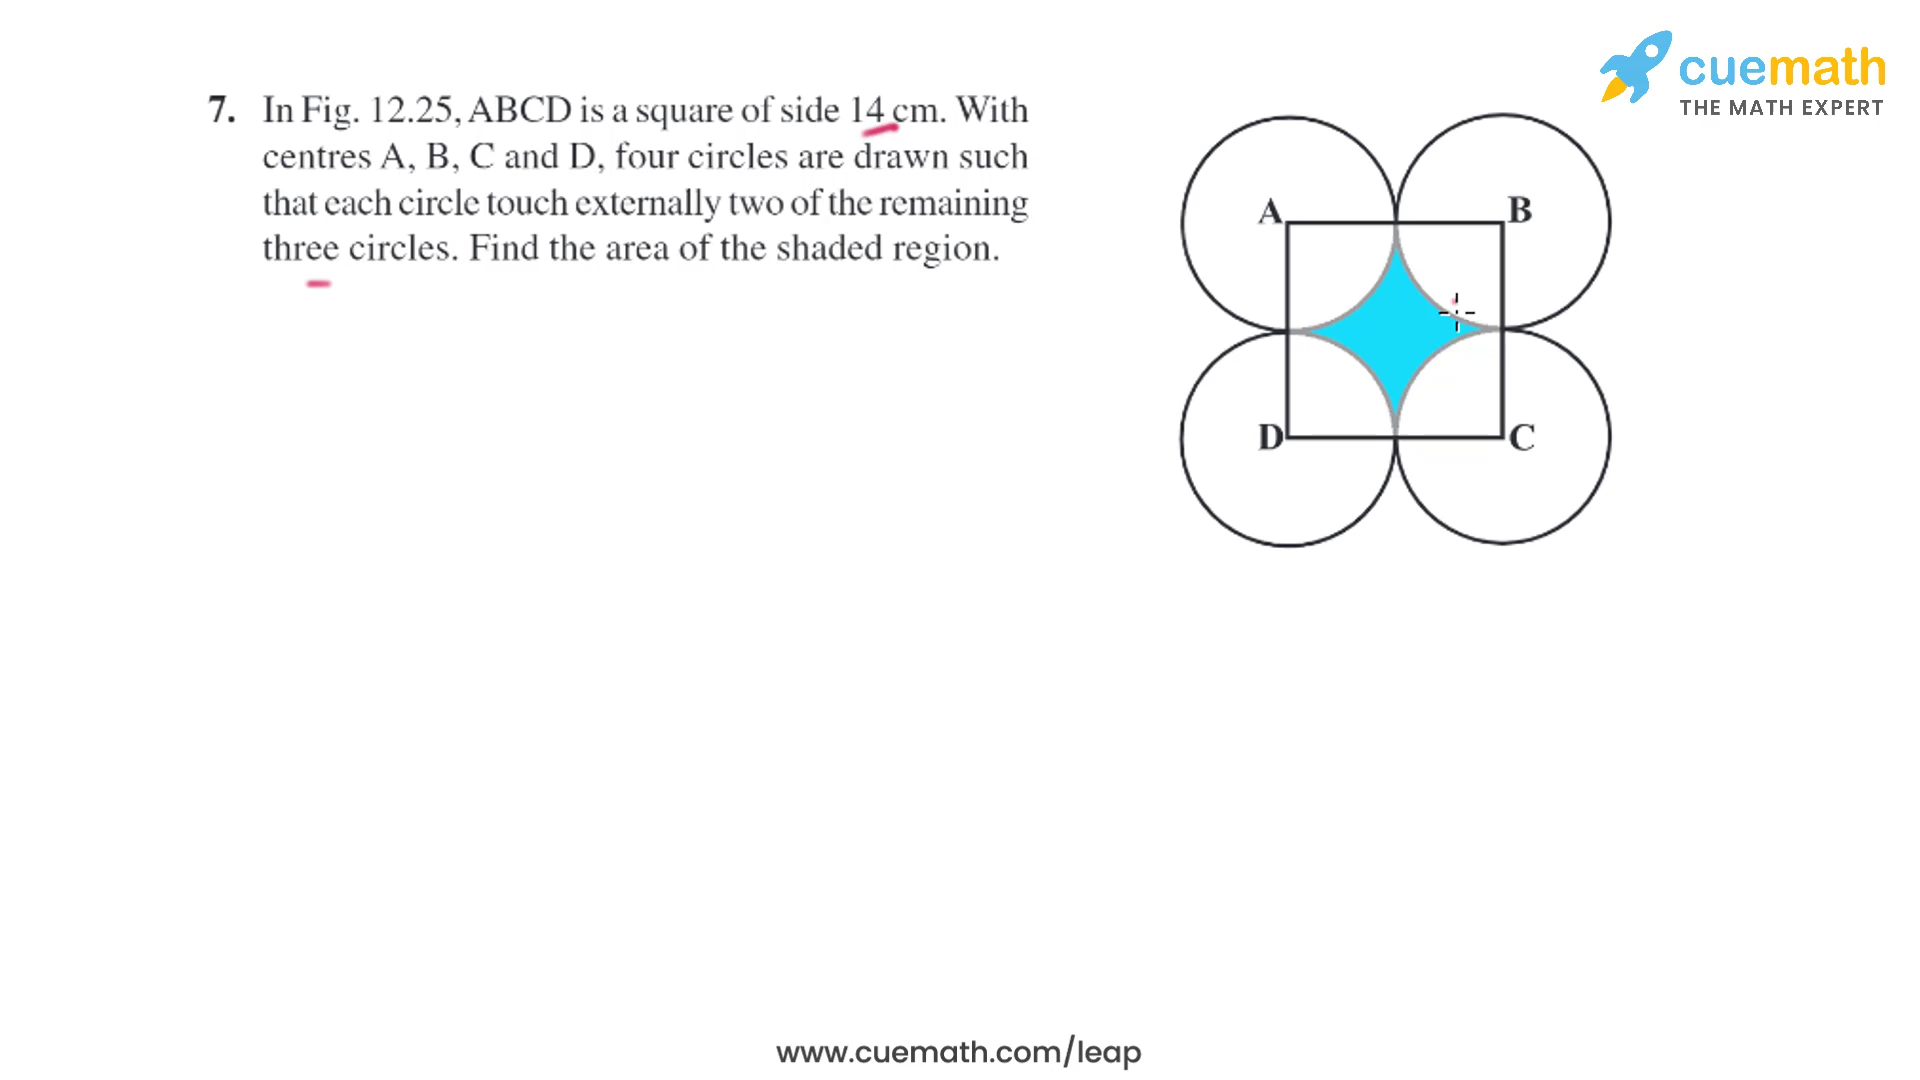 7. In Fig. 12.25, ABCD is a square of side 14 cm. With
centres A, B, C and D, four circles are drawn such
that each circle touch externally two of the remaining
three circles. Find the area of the shaded region.
cuemath
THE MATH EXPERT
A
B
D
C
www.cuemath.com/leap